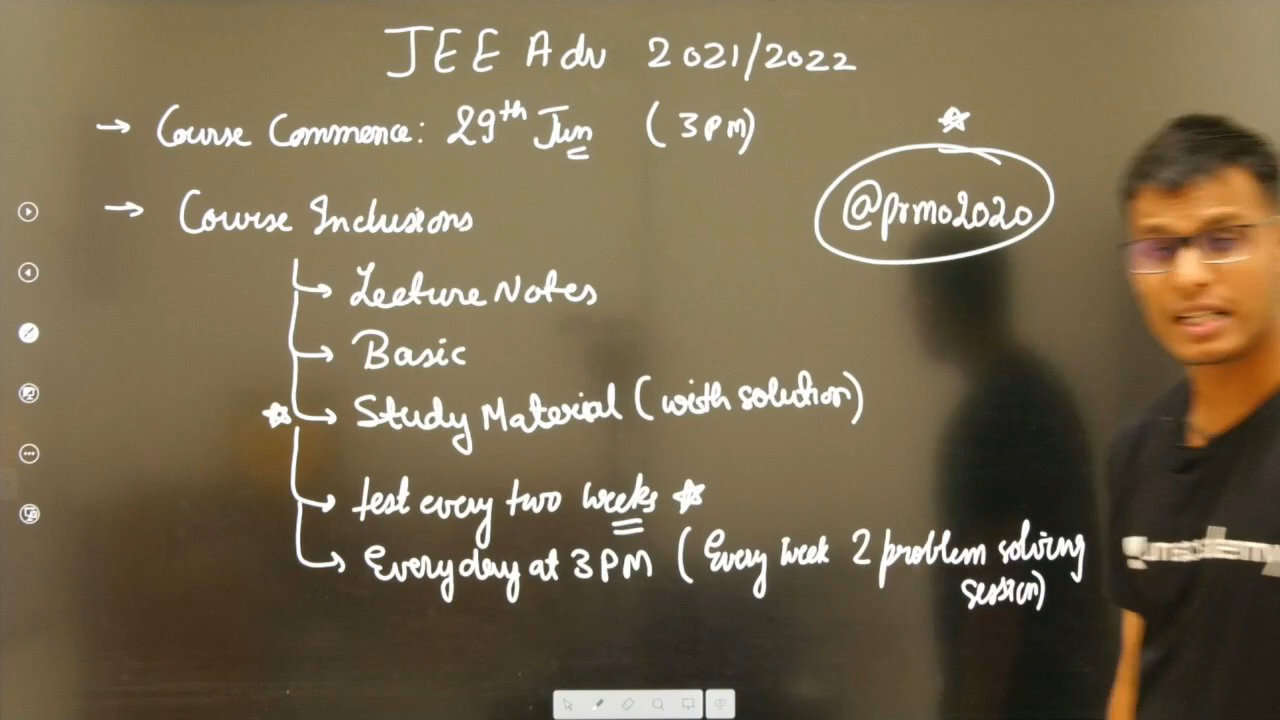 JEE Adv 2021/2022
→ Course Commence: 29th Jun (3PM)
@prmo2020
→ Course Inclusions
Lecture Notes
Basic
Study Material (with solution)
test every two weeks
Everyday at 3PM (Every week 2 problem solving
session)
unacademy